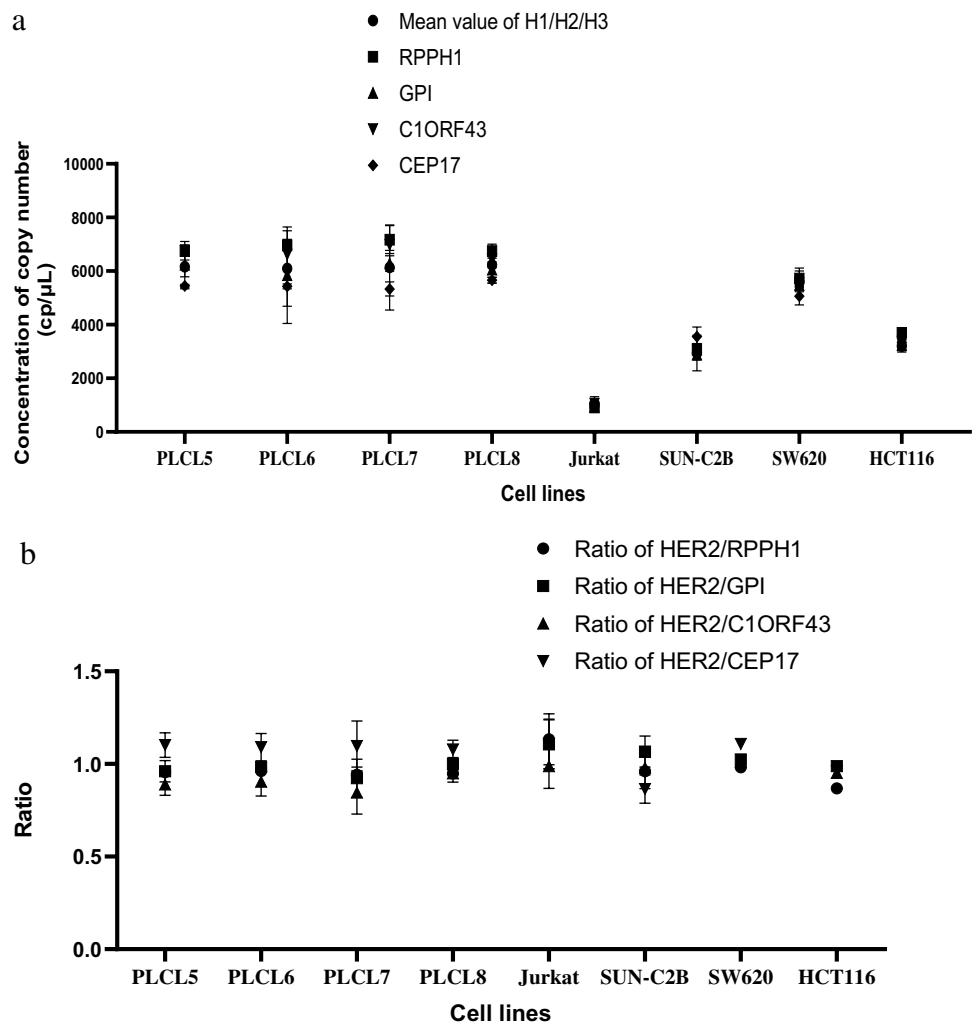 a
Mean value of H1/H2/H3
RPPH1
GPI
C1ORF43
CEP17
Concentration of copy number
(cp/µL)
10000
8000
6000
4000
2000
0
PLCL5 PLCL6 PLCL7 PLCL8 Jurkat SUN-C2B SW620 HCT116
Cell lines
b
Ratio of HER2/RPPH1
Ratio of HER2/GPI
Ratio of HER2/C1ORF43
Ratio of HER2/CEP17
Ratio
1.5
1.0
0.5
0.0
PLCL5 PLCL6 PLCL7 PLCL8 Jurkat SUN-C2B SW620 HCT116
Cell lines